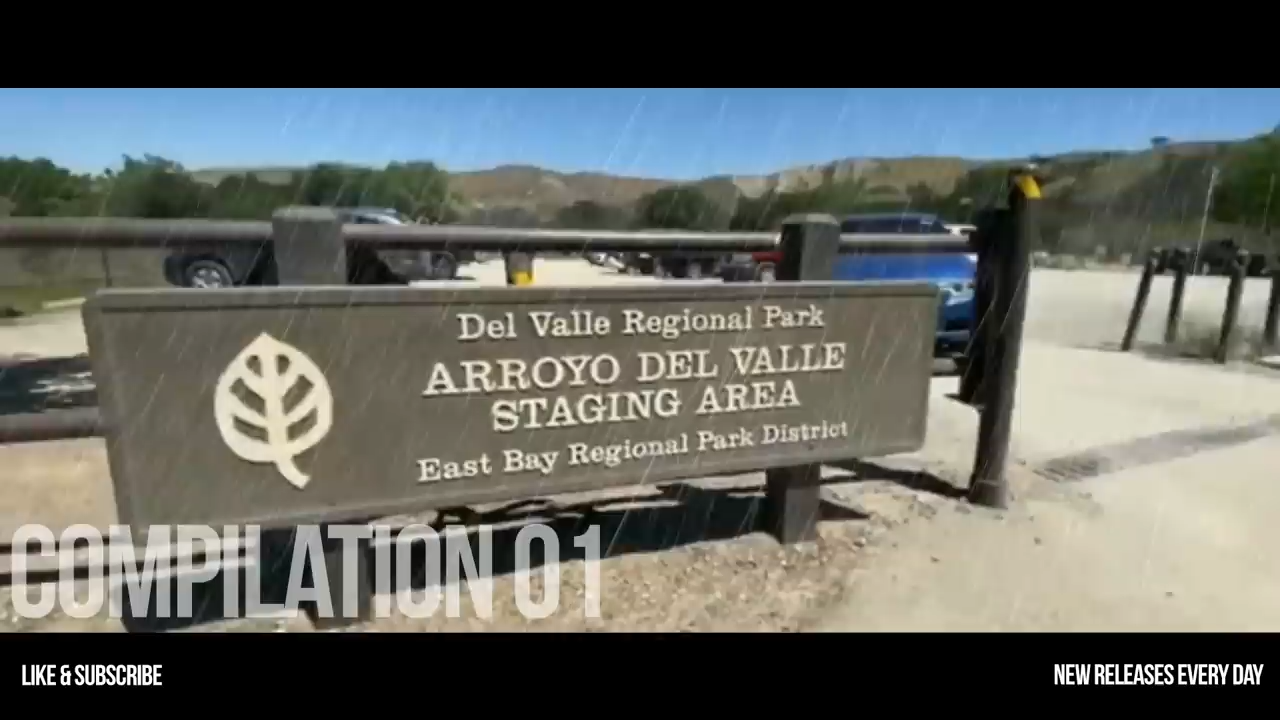 Del Valle Regional Park
ARROYO DEL VALLE
STAGING AREA
East Bay Regional Park District
COMPILATION 01
LIKE & SUBSCRIBE
NEW RELEASES EVERY DAY